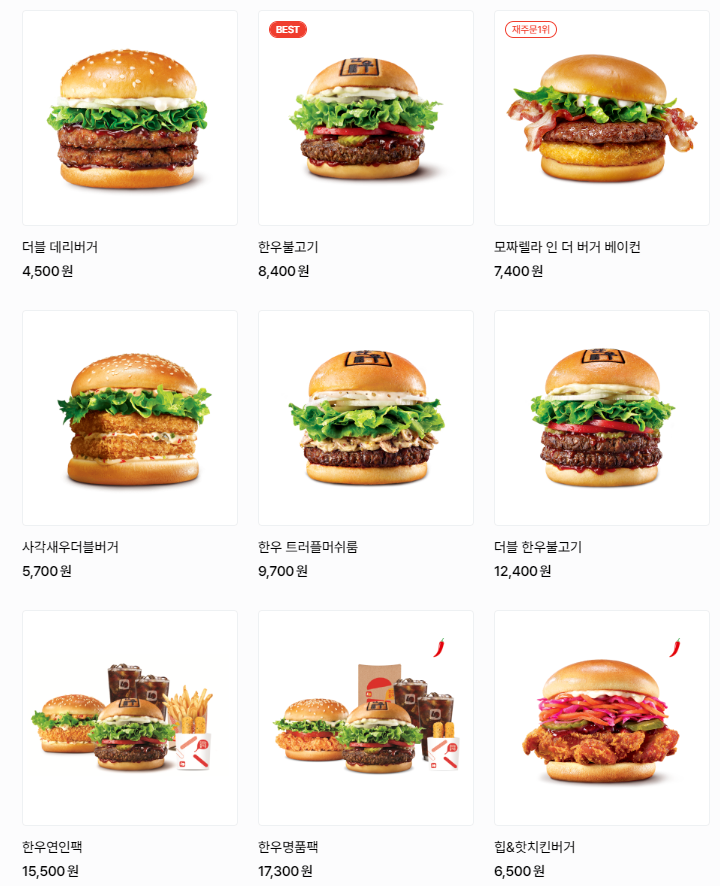 BEST
재주문1위
더블 데리버거
4,500 원
한우불고기
8,400 원
모짜렐라 인 더 버거 베이컨
7,400 원
사각새우더블버거
5,700 원
한우 트러플머쉬룸
9,700 원
더블 한우불고기
12,400 원
한우연인팩
15,500 원
한우명품팩
17,300 원
힙&핫치킨버거
6,500 원